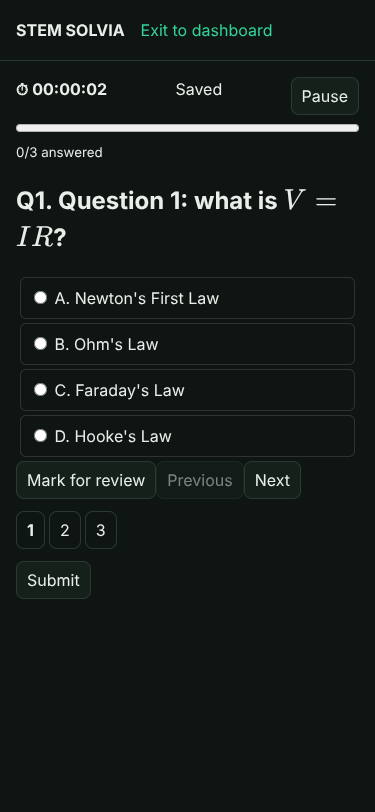 STEM SOLVIA Exit to dashboard
⏱ 00:00:02 Saved Pause
0/3 answered
Q1. Question 1: what is V =
IR?
A. Newton's First Law
B. Ohm's Law
C. Faraday's Law
D. Hooke's Law
Mark for review Previous Next
1 2 3
Submit